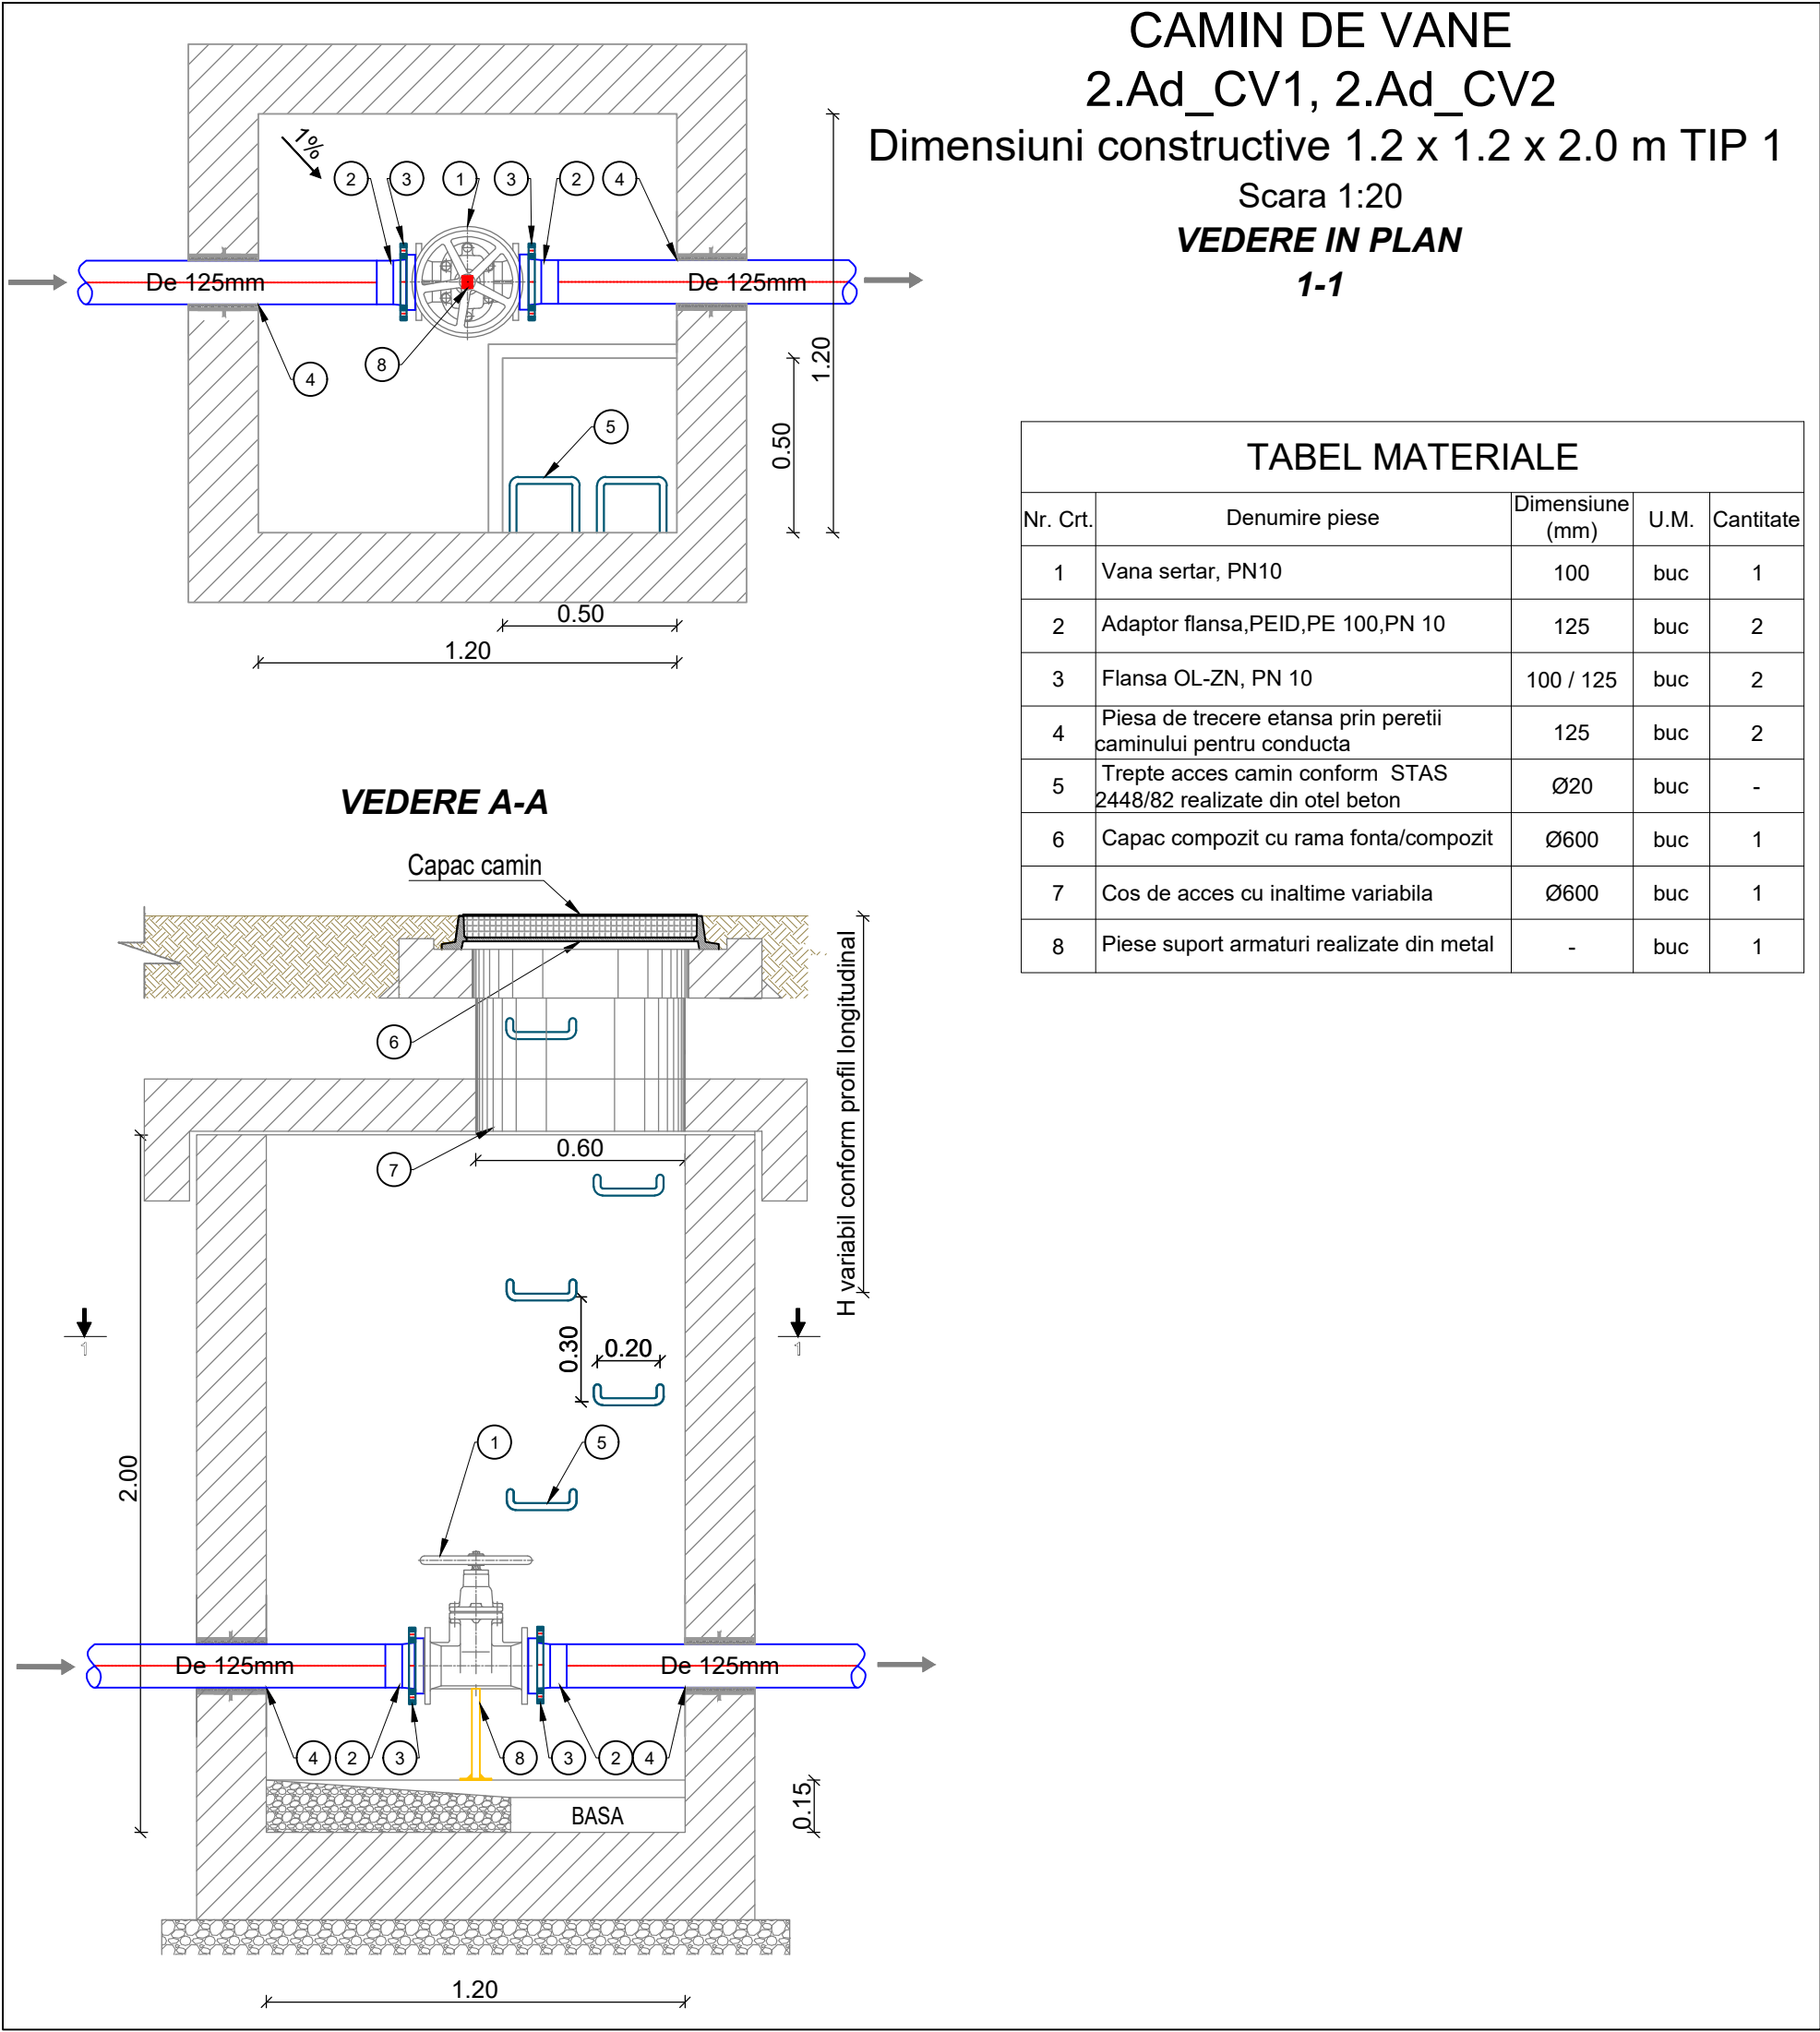 CAMIN DE VANE
2.Ad_CV1, 2.Ad_CV2
Dimensiuni constructive 1.2 x 1.2 x 2.0 m TIP 1
Scara 1:20
VEDERE IN PLAN
1-1
1%
2 3 1 3 2 4
De 125mm De 125mm
4 8
5
1.20
0.50
0.50
1.20
TABEL MATERIALE
Nr. Crt. Denumire piese Dimensiune (mm) U.M. Cantitate
1 Vana sertar, PN10 100 buc 1
2 Adaptor flansa,PEID,PE 100,PN 10 125 buc 2
3 Flansa OL-ZN, PN 10 100 / 125 buc 2
4 Piesa de trecere etansa prin peretii
caminului pentru conducta 125 buc 2
5 Trepte acces camin conform STAS
2448/82 realizate din otel beton Ø20 buc -
6 Capac compozit cu rama fonta/compozit Ø600 buc 1
7 Cos de acces cu inaltime variabila Ø600 buc 1
8 Piese suport armaturi realizate din metal - buc 1
VEDERE A-A
Capac camin
6
H variabil conform profil longitudinal
0.60
7
1 1
0.30
0.20
1 5
2.00
De 125mm De 125mm
4 2 3 8 3 2 4
BASA
0.15
1.20